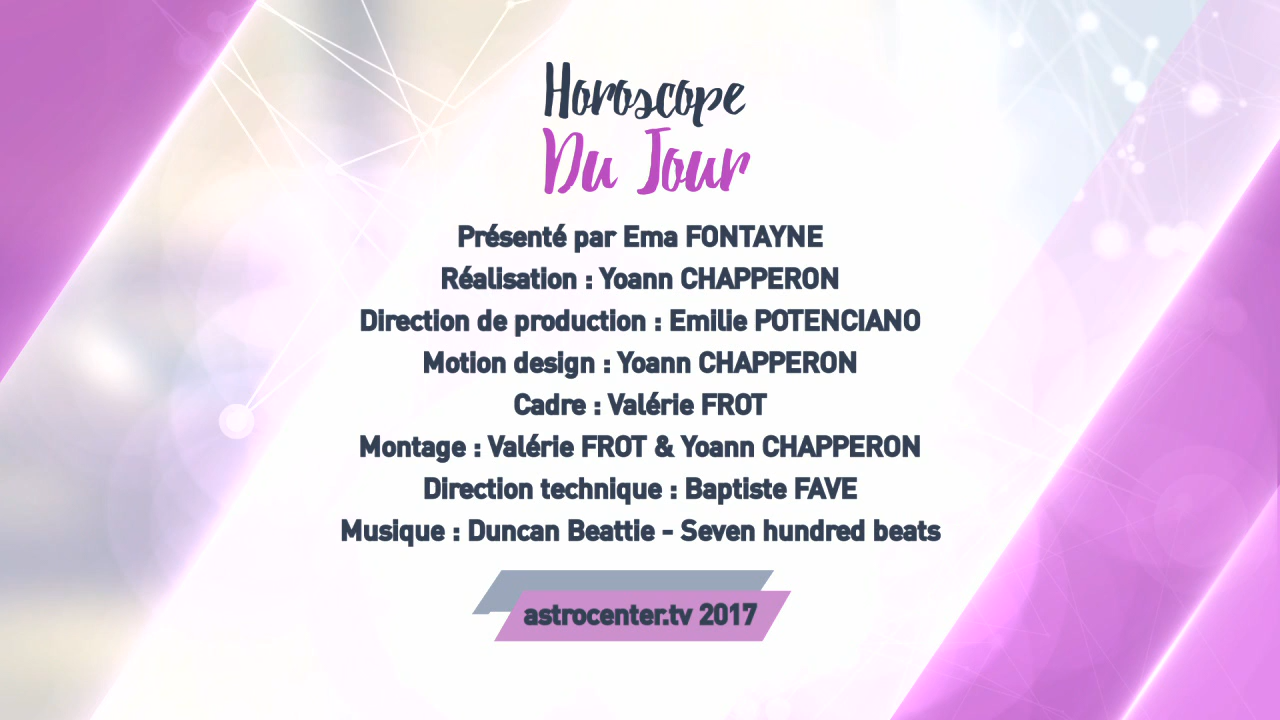 Horoscope
Du Jour
Présenté par Ema FONTAYNE
Réalisation : Yoann CHAPPERON
Direction de production : Emilie POTENCIANO
Motion design : Yoann CHAPPERON
Cadre : Valérie FROT
Montage : Valérie FROT & Yoann CHAPPERON
Direction technique : Baptiste FAVE
Musique : Duncan Beattie - Seven hundred beats
astrocenter.tv 2017